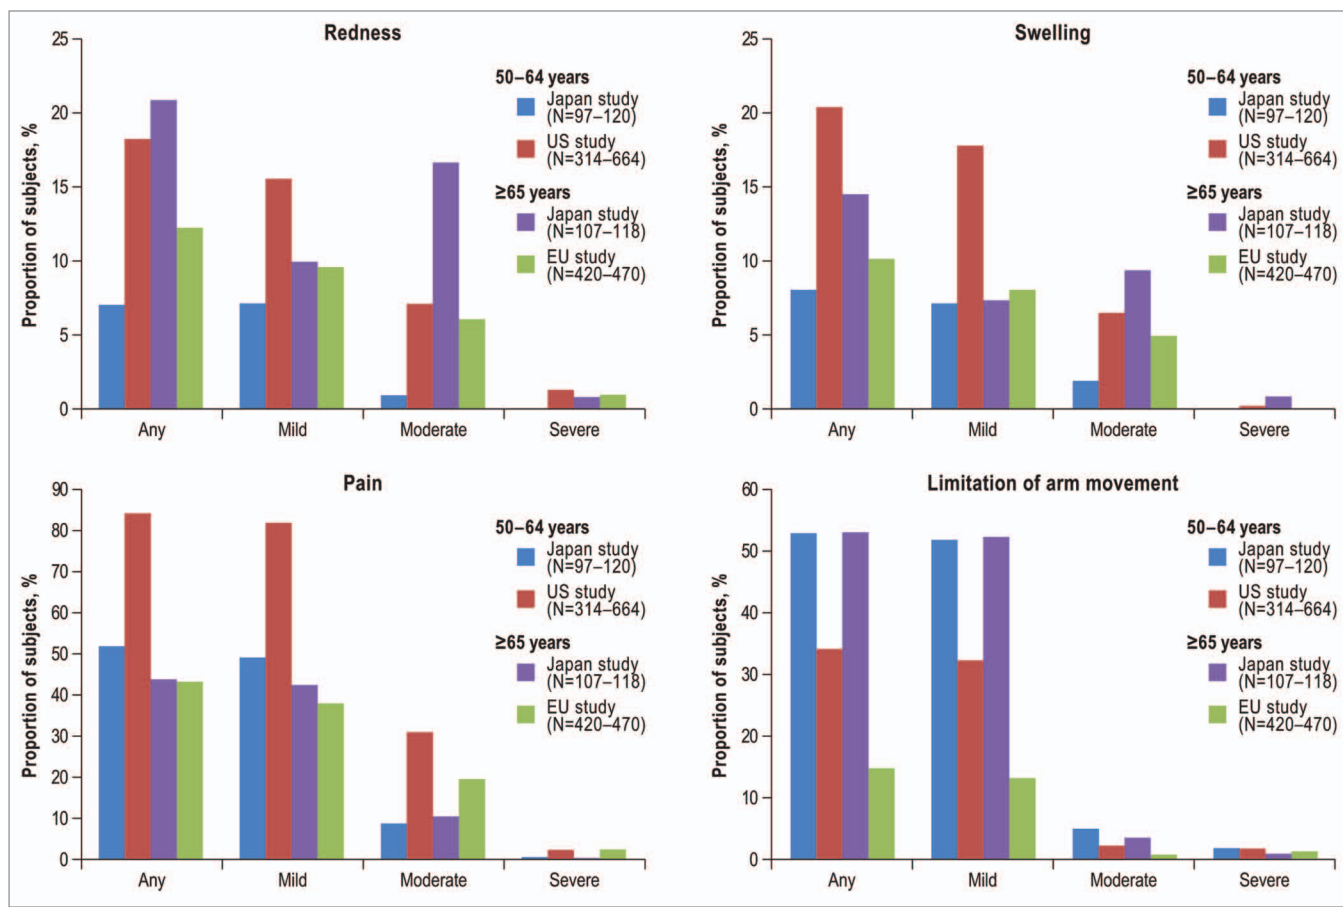 Redness
Proportion of subjects, %
25
20
15
10
5
0
Any Mild Moderate Severe
50–64 years
Japan study
(N=97–120)
US study
(N=314–664)
≥65 years
Japan study
(N=107–118)
EU study
(N=420–470)
Swelling
Proportion of subjects, %
25
20
15
10
5
0
Any Mild Moderate Severe
50–64 years
Japan study
(N=97–120)
US study
(N=314–664)
≥65 years
Japan study
(N=107–118)
EU study
(N=420–470)
Pain
Proportion of subjects, %
90
80
70
60
50
40
30
20
10
0
Any Mild Moderate Severe
50–64 years
Japan study
(N=97–120)
US study
(N=314–664)
≥65 years
Japan study
(N=107–118)
EU study
(N=420–470)
Limitation of arm movement
Proportion of subjects, %
60
50
40
30
20
10
0
Any Mild Moderate Severe
50–64 years
Japan study
(N=97–120)
US study
(N=314–664)
≥65 years
Japan study
(N=107–118)
EU study
(N=420–470)